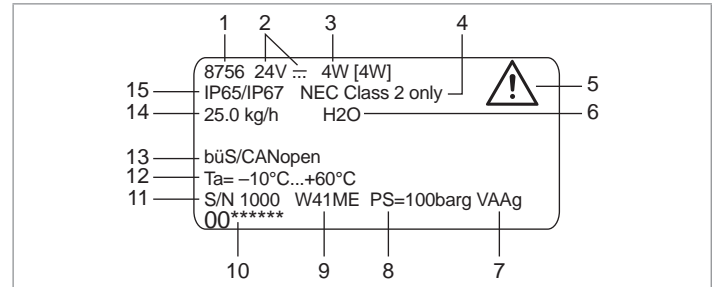 1 2 3 4
8756 24V ⎓ 4W [4W]
15 IP65/IP67 NEC Class 2 only 5
14 25.0 kg/h H2O 6
13 büS/CANopen
12 Ta= –10°C...+60°C
11 S/N 1000 W41ME PS=100barg VAAg
00******
10 9 8 7